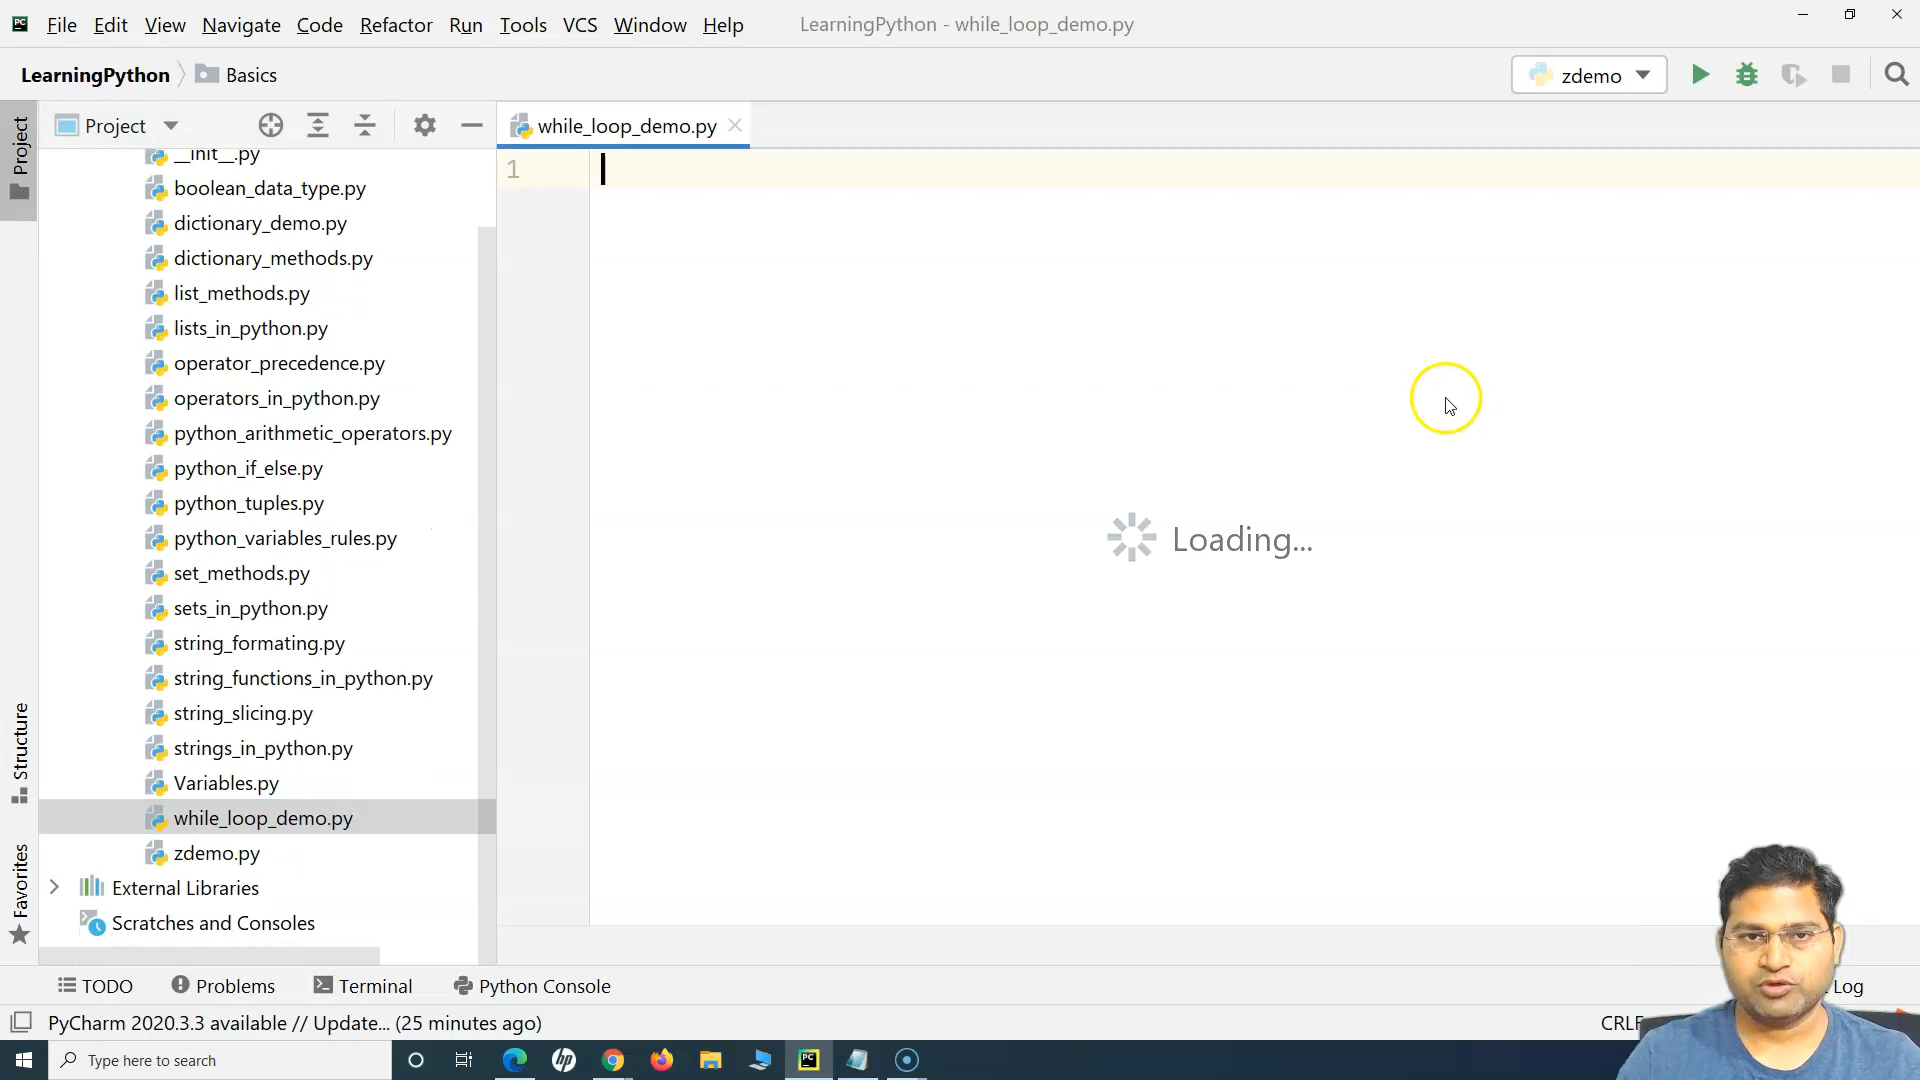 PC File Edit View Navigate Code Refactor Run Tools VCS Window Help LearningPython - while_loop_demo.py
LearningPython Basics zdemo
Project while_loop_demo.py
Project
1
__init__.py
boolean_data_type.py
dictionary_demo.py
dictionary_methods.py
list_methods.py
lists_in_python.py
operator_precedence.py
operators_in_python.py
python_arithmetic_operators.py
python_if_else.py
python_tuples.py
python_variables_rules.py
set_methods.py
sets_in_python.py
string_formating.py
string_functions_in_python.py
string_slicing.py
strings_in_python.py
Variables.py
while_loop_demo.py
zdemo.py
External Libraries
Scratches and Consoles
Loading...
Structure
Favorites
TODO Problems Terminal Python Console Log
PyCharm 2020.3.3 available // Update... (25 minutes ago) CRLF
Type here to search hp PC